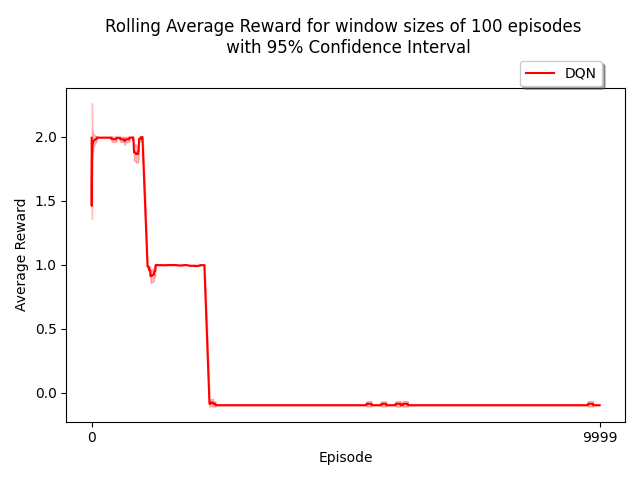 Rolling Average Reward for window sizes of 100 episodes
with 95% Confidence Interval
DQN
Average Reward
2.0
1.5
1.0
0.5
0.0
0
9999
Episode